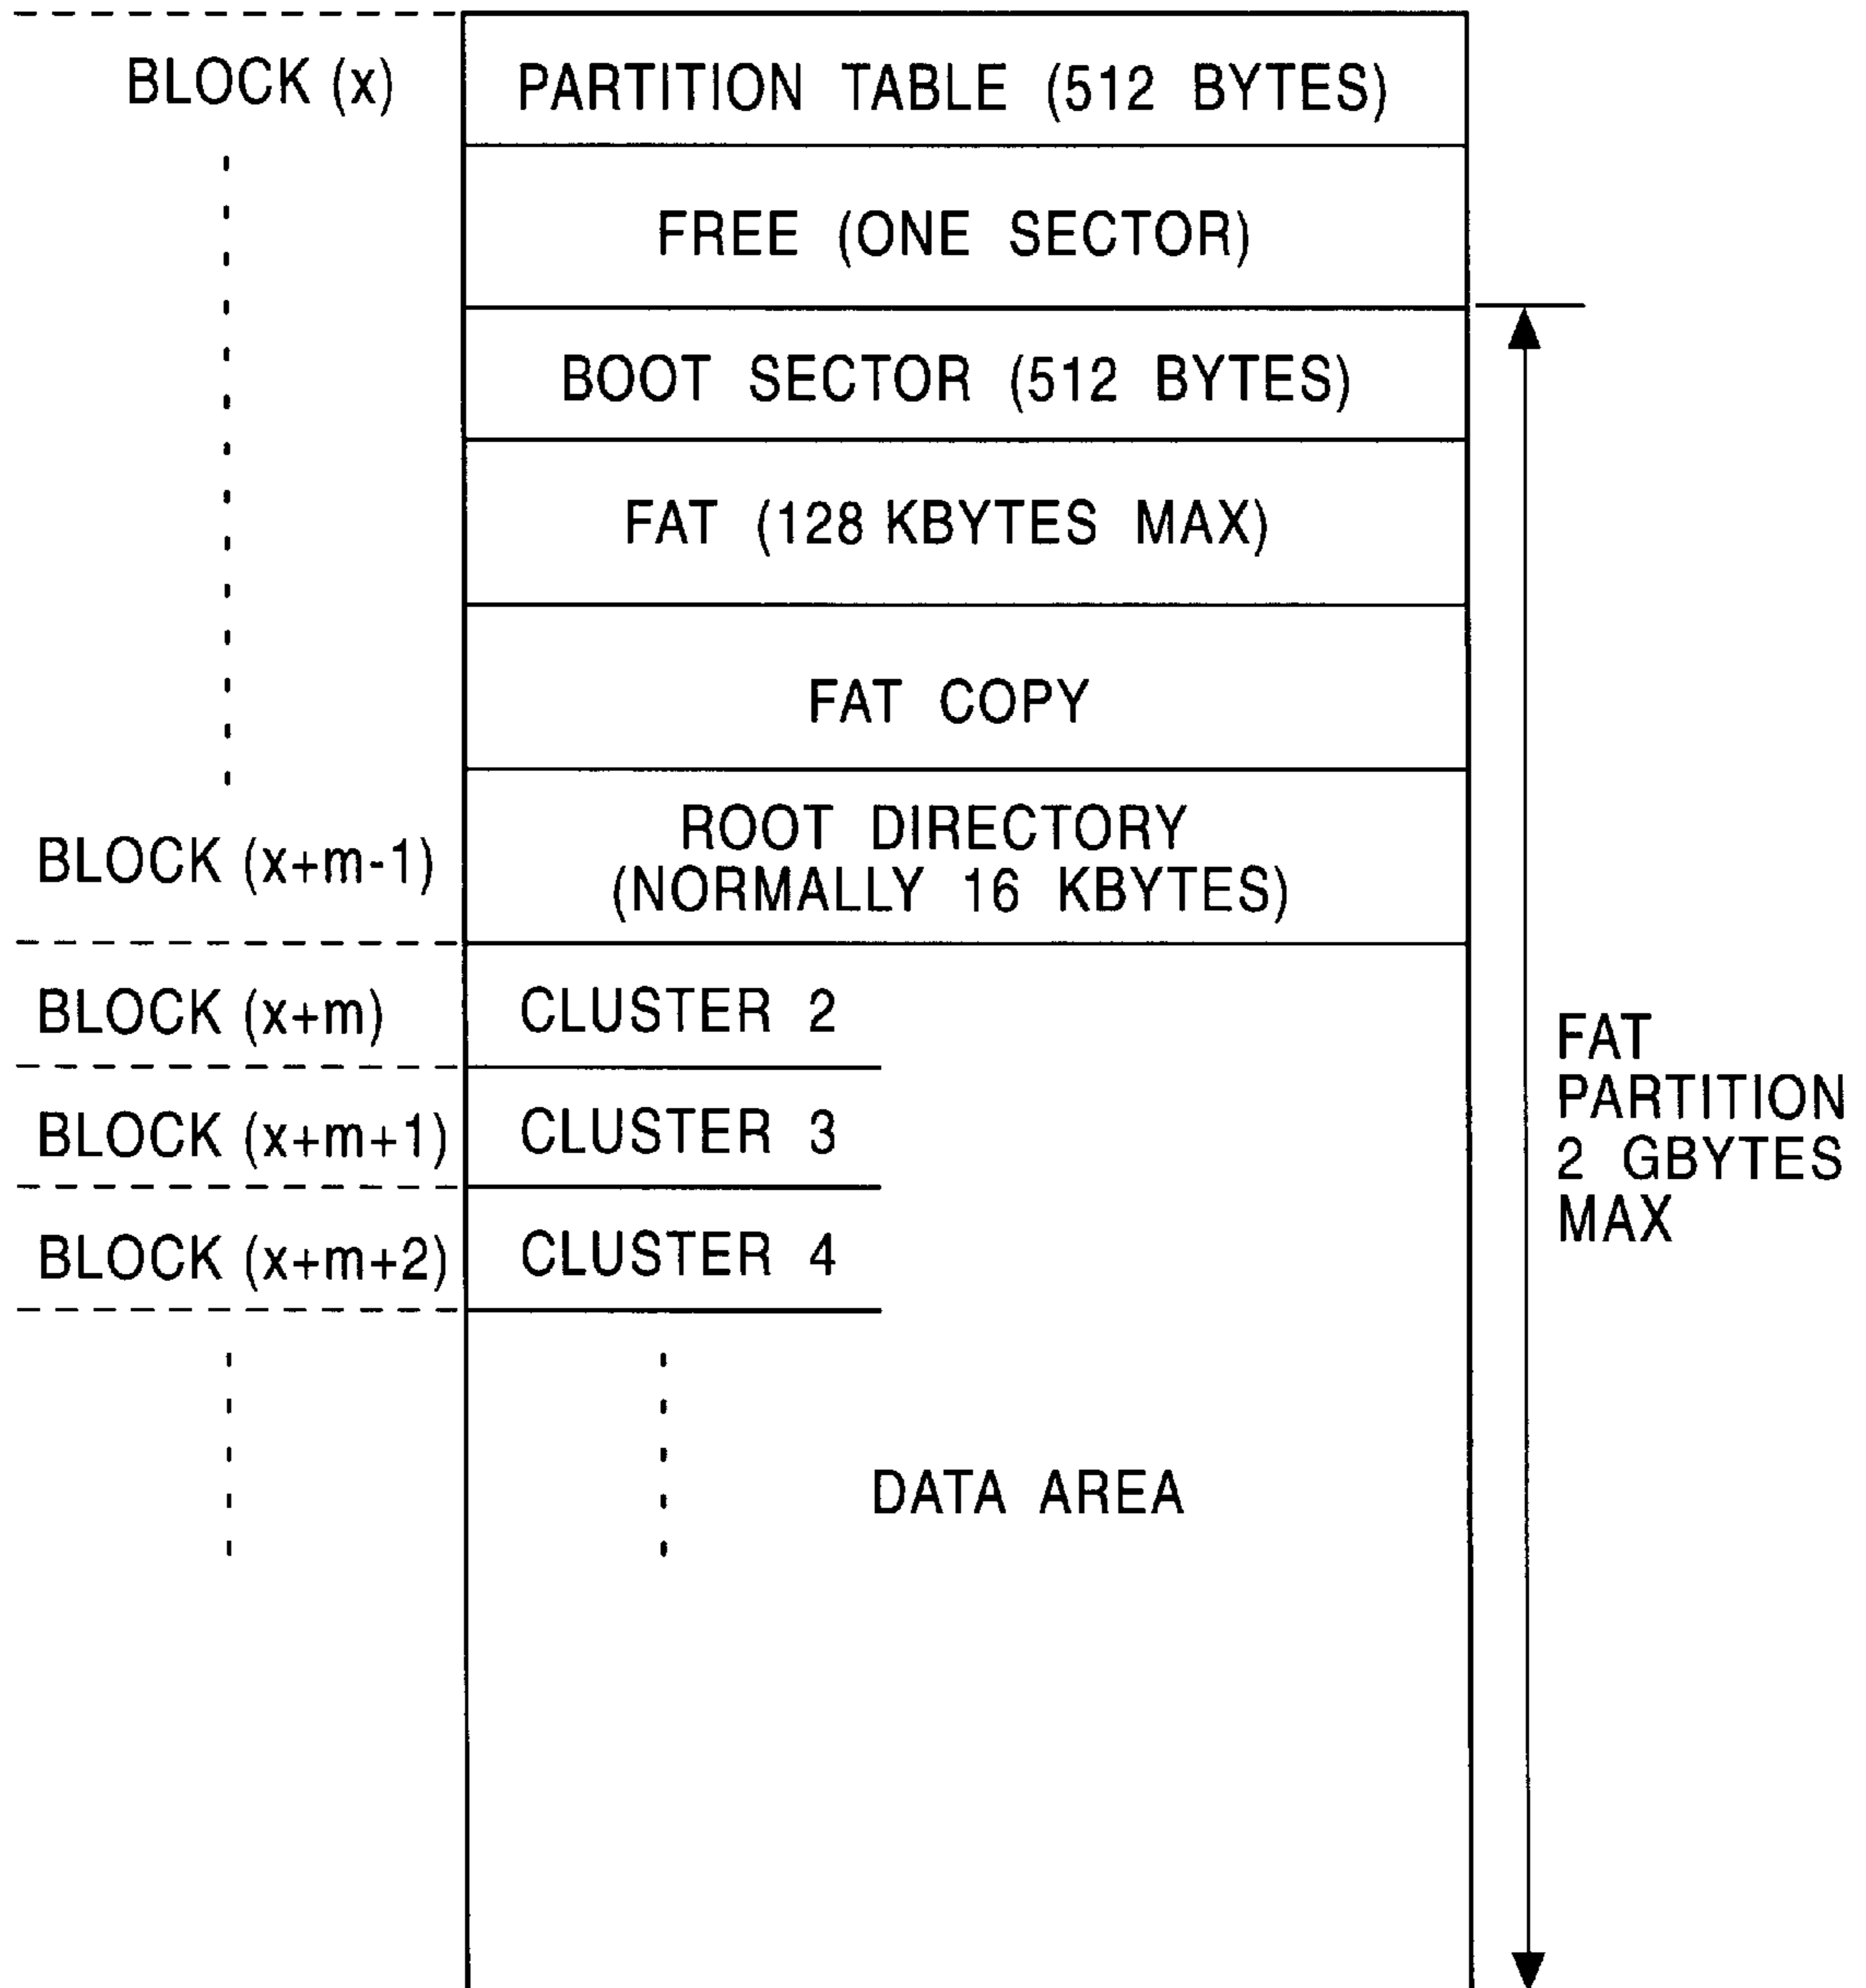 BLOCK (x)
PARTITION TABLE (512 BYTES)
FREE (ONE SECTOR)
BOOT SECTOR (512 BYTES)
FAT (128 KBYTES MAX)
FAT COPY
BLOCK (x+m-1)
ROOT DIRECTORY
(NORMALLY 16 KBYTES)
BLOCK (x+m)
CLUSTER 2
BLOCK (x+m+1)
CLUSTER 3
BLOCK (x+m+2)
CLUSTER 4
DATA AREA
FAT
PARTITION
2 GBYTES
MAX